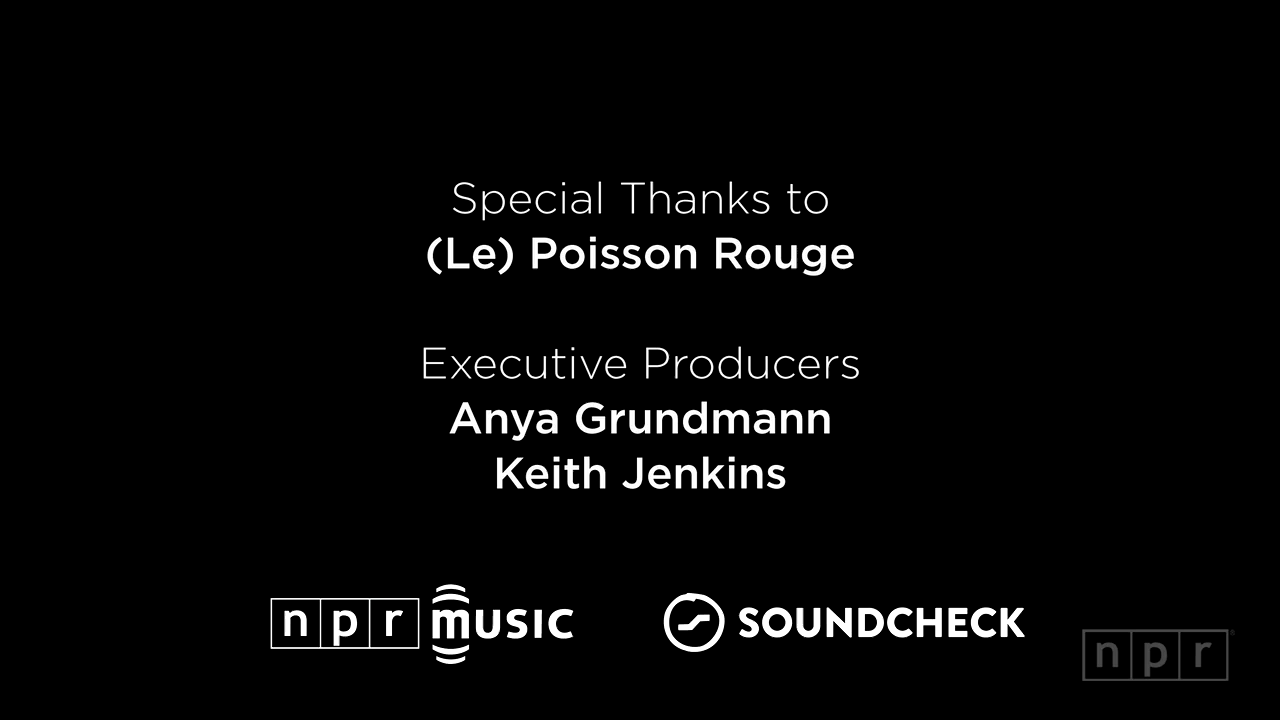 Special Thanks to
(Le) Poisson Rouge
Executive Producers
Anya Grundmann
Keith Jenkins
npr music SOUNDCHECK
npr